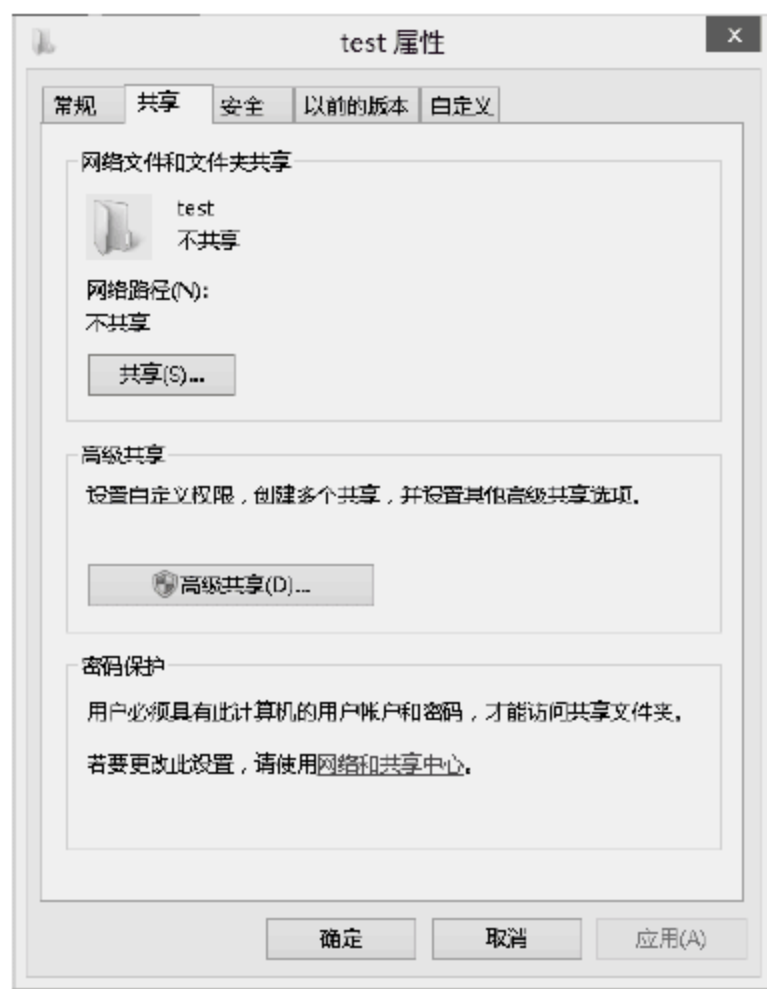 test 属性
x
常规 共享 安全 以前的版本 自定义
网络文件和文件夹共享
test
不共享
网络路径(N):
不共享
共享(S)...
高级共享
设置自定义权限，创建多个共享，并设置其他高级共享选项。
高级共享(D)...
密码保护
用户必须具有此计算机的用户帐户和密码，才能访问共享文件夹。
若要更改此设置，请使用网络和共享中心。
确定 取消 应用(A)